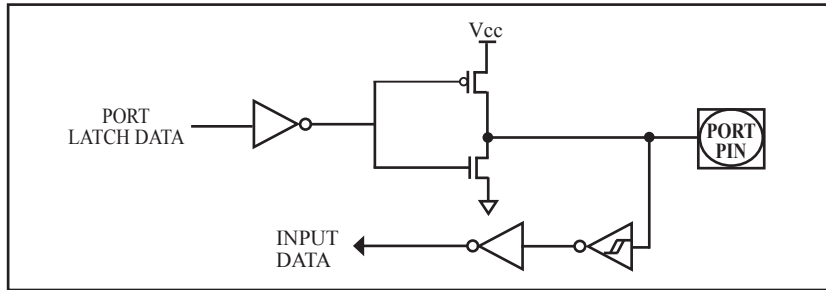 Vcc
PORT
LATCH DATA
PORT
PIN
INPUT
DATA